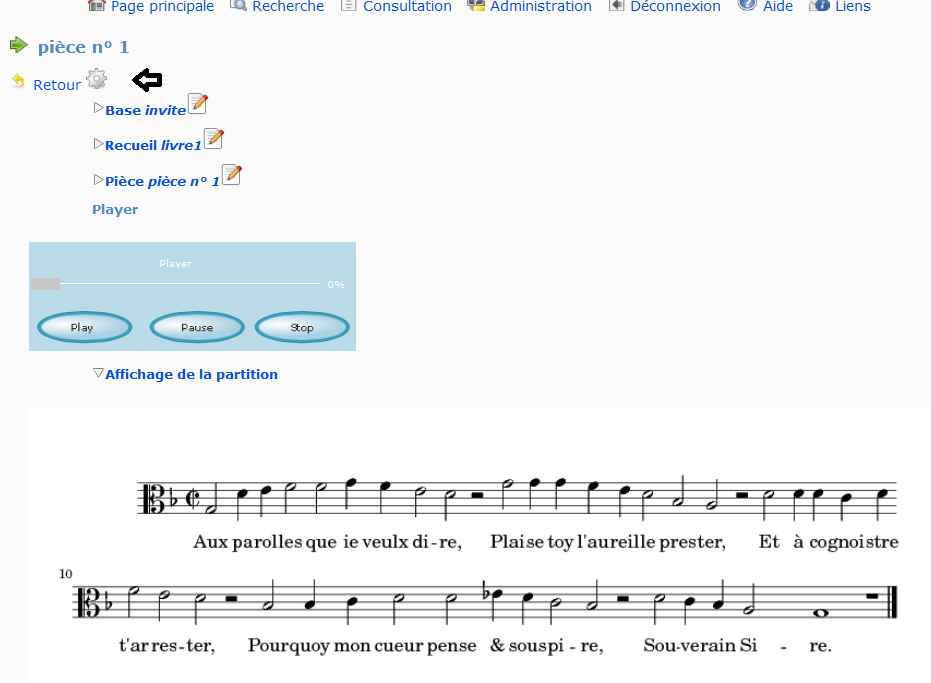 Page principale Recherche Consultation Administration Déconnexion Aide Liens
pièce n° 1
Retour
Base invite
Recueil livre1
Pièce pièce n° 1
Player
Player
0%
Play Pause Stop
Affichage de la partition
Aux parolles que ie veulx di-re, Plaise toy l'aureille prester, Et à cognoistre
10
t'ar res-ter, Pourquoy mon cueur pense & souspi - re, Sou-verain Si - re.